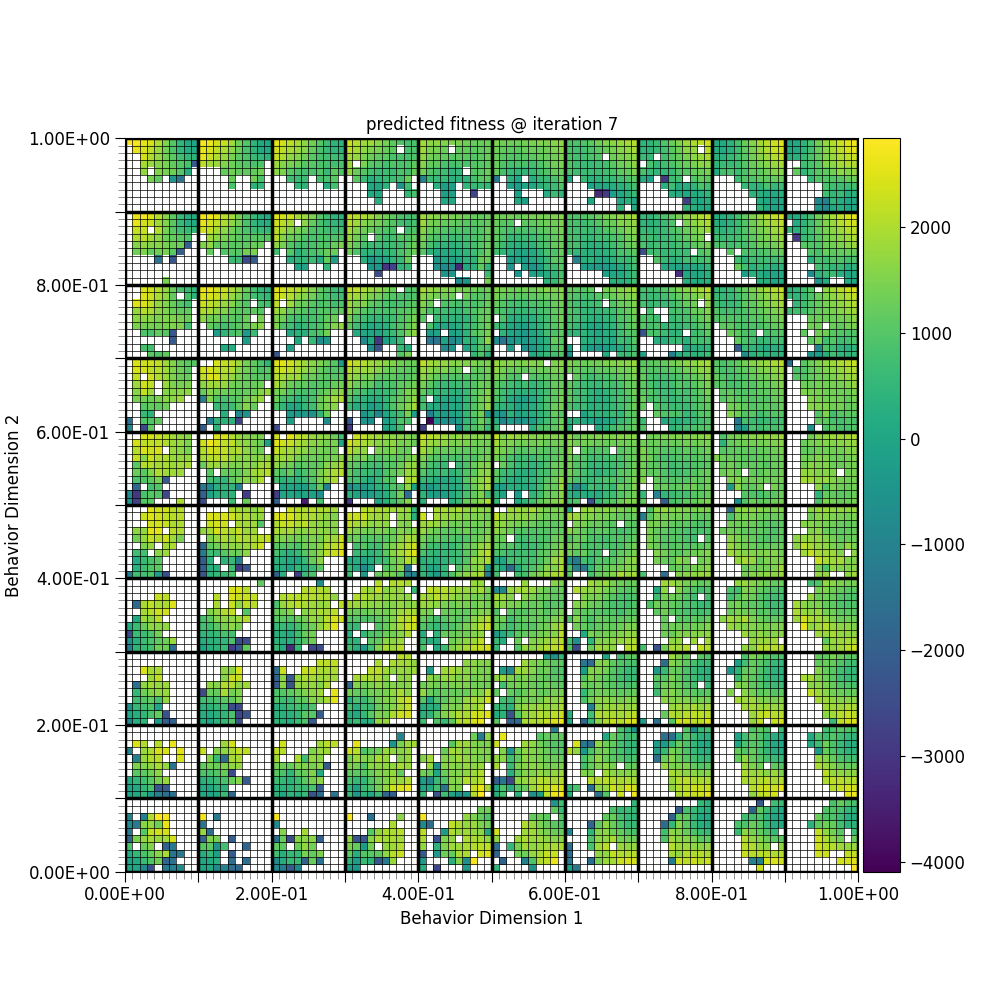 predicted fitness @ iteration 7
1.00E+00
8.00E-01
6.00E-01
4.00E-01
2.00E-01
0.00E+00
Behavior Dimension 2
0.00E+00 2.00E-01 4.00E-01 6.00E-01 8.00E-01 1.00E+00
Behavior Dimension 1
2000
1000
0
−1000
−2000
−3000
−4000